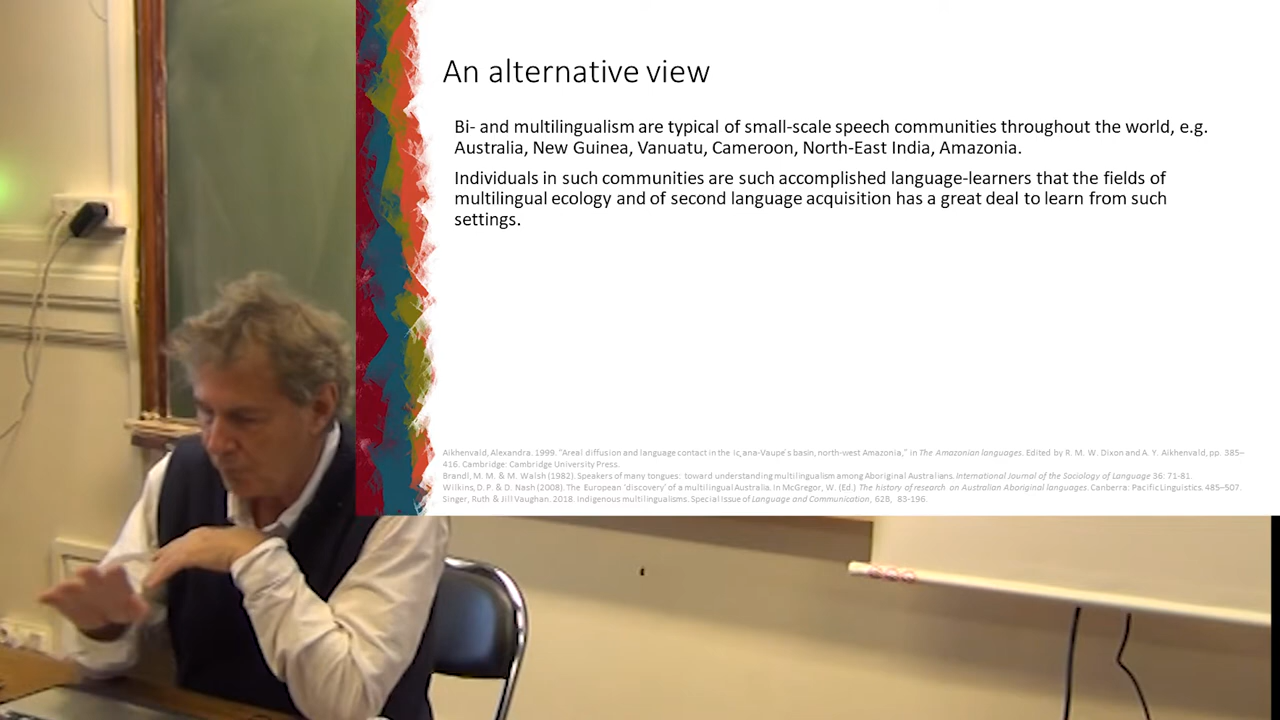 An alternative view
Bi- and multilingualism are typical of small-scale speech communities throughout the world, e.g.
Australia, New Guinea, Vanuatu, Cameroon, North-East India, Amazonia.
Individuals in such communities are such accomplished language-learners that the fields of
multilingual ecology and of second language acquisition has a great deal to learn from such
settings.
Aikhenvald, Alexandra. 1999. "Areal diffusion and language contact in the Ic¸ana-Vaupe´s basin, north-west Amazonia," in The Amazonian languages. Edited by R. M. W. Dixon and A. Y. Aikhenvald, pp. 385–
416. Cambridge: Cambridge University Press.
Brandl, M. M. & M. Walsh (1982). Speakers of many tongues: toward understanding multilingualism among Aboriginal Australians. International Journal of the Sociology of Language 36: 71-81.
Wilkins, D.P. & D. Nash (2008). The European 'discovery' of a multilingual Australia. in McGregor, W. (Ed.) The history of research on Australian Aboriginal languages. Canberra: Pacific Linguistics. 485–507.
Singer, Ruth & Jill Vaughan. 2018. Indigenous multilingualisms. Special Issue of Language and Communication, 628, 83-196.